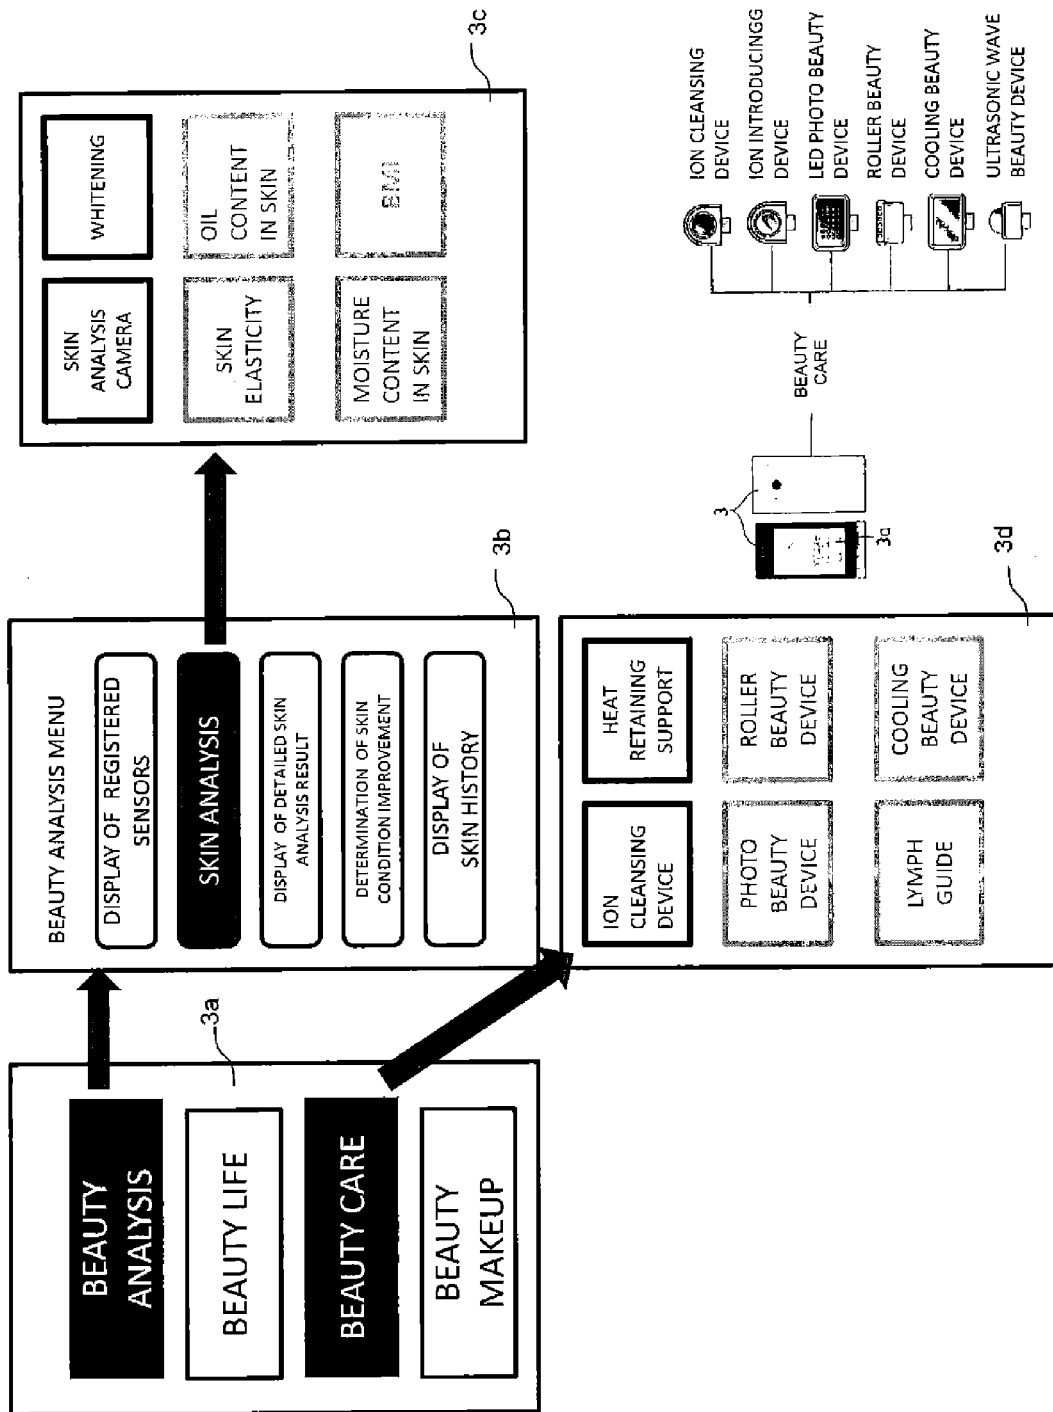 BEAUTY
ANALYSIS
BEAUTY LIFE
BEAUTY CARE
BEAUTY
MAKEUP
3a
BEAUTY ANALYSIS MENU
DISPLAY OF REGISTERED
SENSORS
SKIN ANALYSIS
DISPLAY OF DETAILED SKIN
ANALYSIS RESULT
DETERMINATION OF SKIN
CONDITION IMPROVEMENT
DISPLAY OF
SKIN HISTORY
3b
SKIN
ANALYSIS
CAMERA
WHITENING
SKIN
ELASTICITY
OIL
CONTENT
IN SKIN
MOISTURE
CONTENT
IN SKIN
BMI
3c
ION
CLEANSING
DEVICE
HEAT
RETAINING
SUPPORT
PHOTO
BEAUTY
DEVICE
ROLLER
BEAUTY
DEVICE
LYMPH
GUIDE
COOLING
BEAUTY
DEVICE
3d
3
3a
BEAUTY
CARE
ION CLEANSING
DEVICE
ION INTRODUCINGG
DEVICE
LED PHOTO BEAUTY
DEVICE
ROLLER BEAUTY
DEVICE
COOLING BEAUTY
DEVICE
ULTRASONIC WAVE
BEAUTY DEVICE